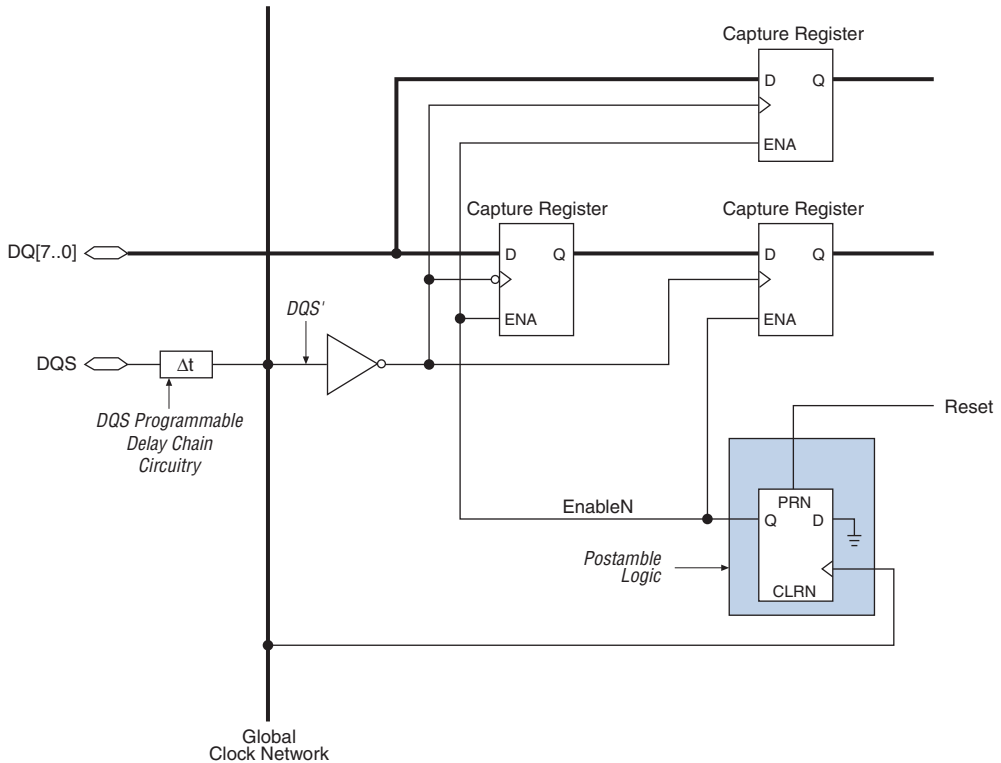 Capture Register
D Q
ENA
Capture Register
Capture Register
DQ[7..0]
D Q
D Q
DQS'
ENA
ENA
DQS
Δt
DQS Programmable
Delay Chain
Circuitry
Reset
PRN
EnableN
Q D
Postamble
Logic
CLRN
Global
Clock Network